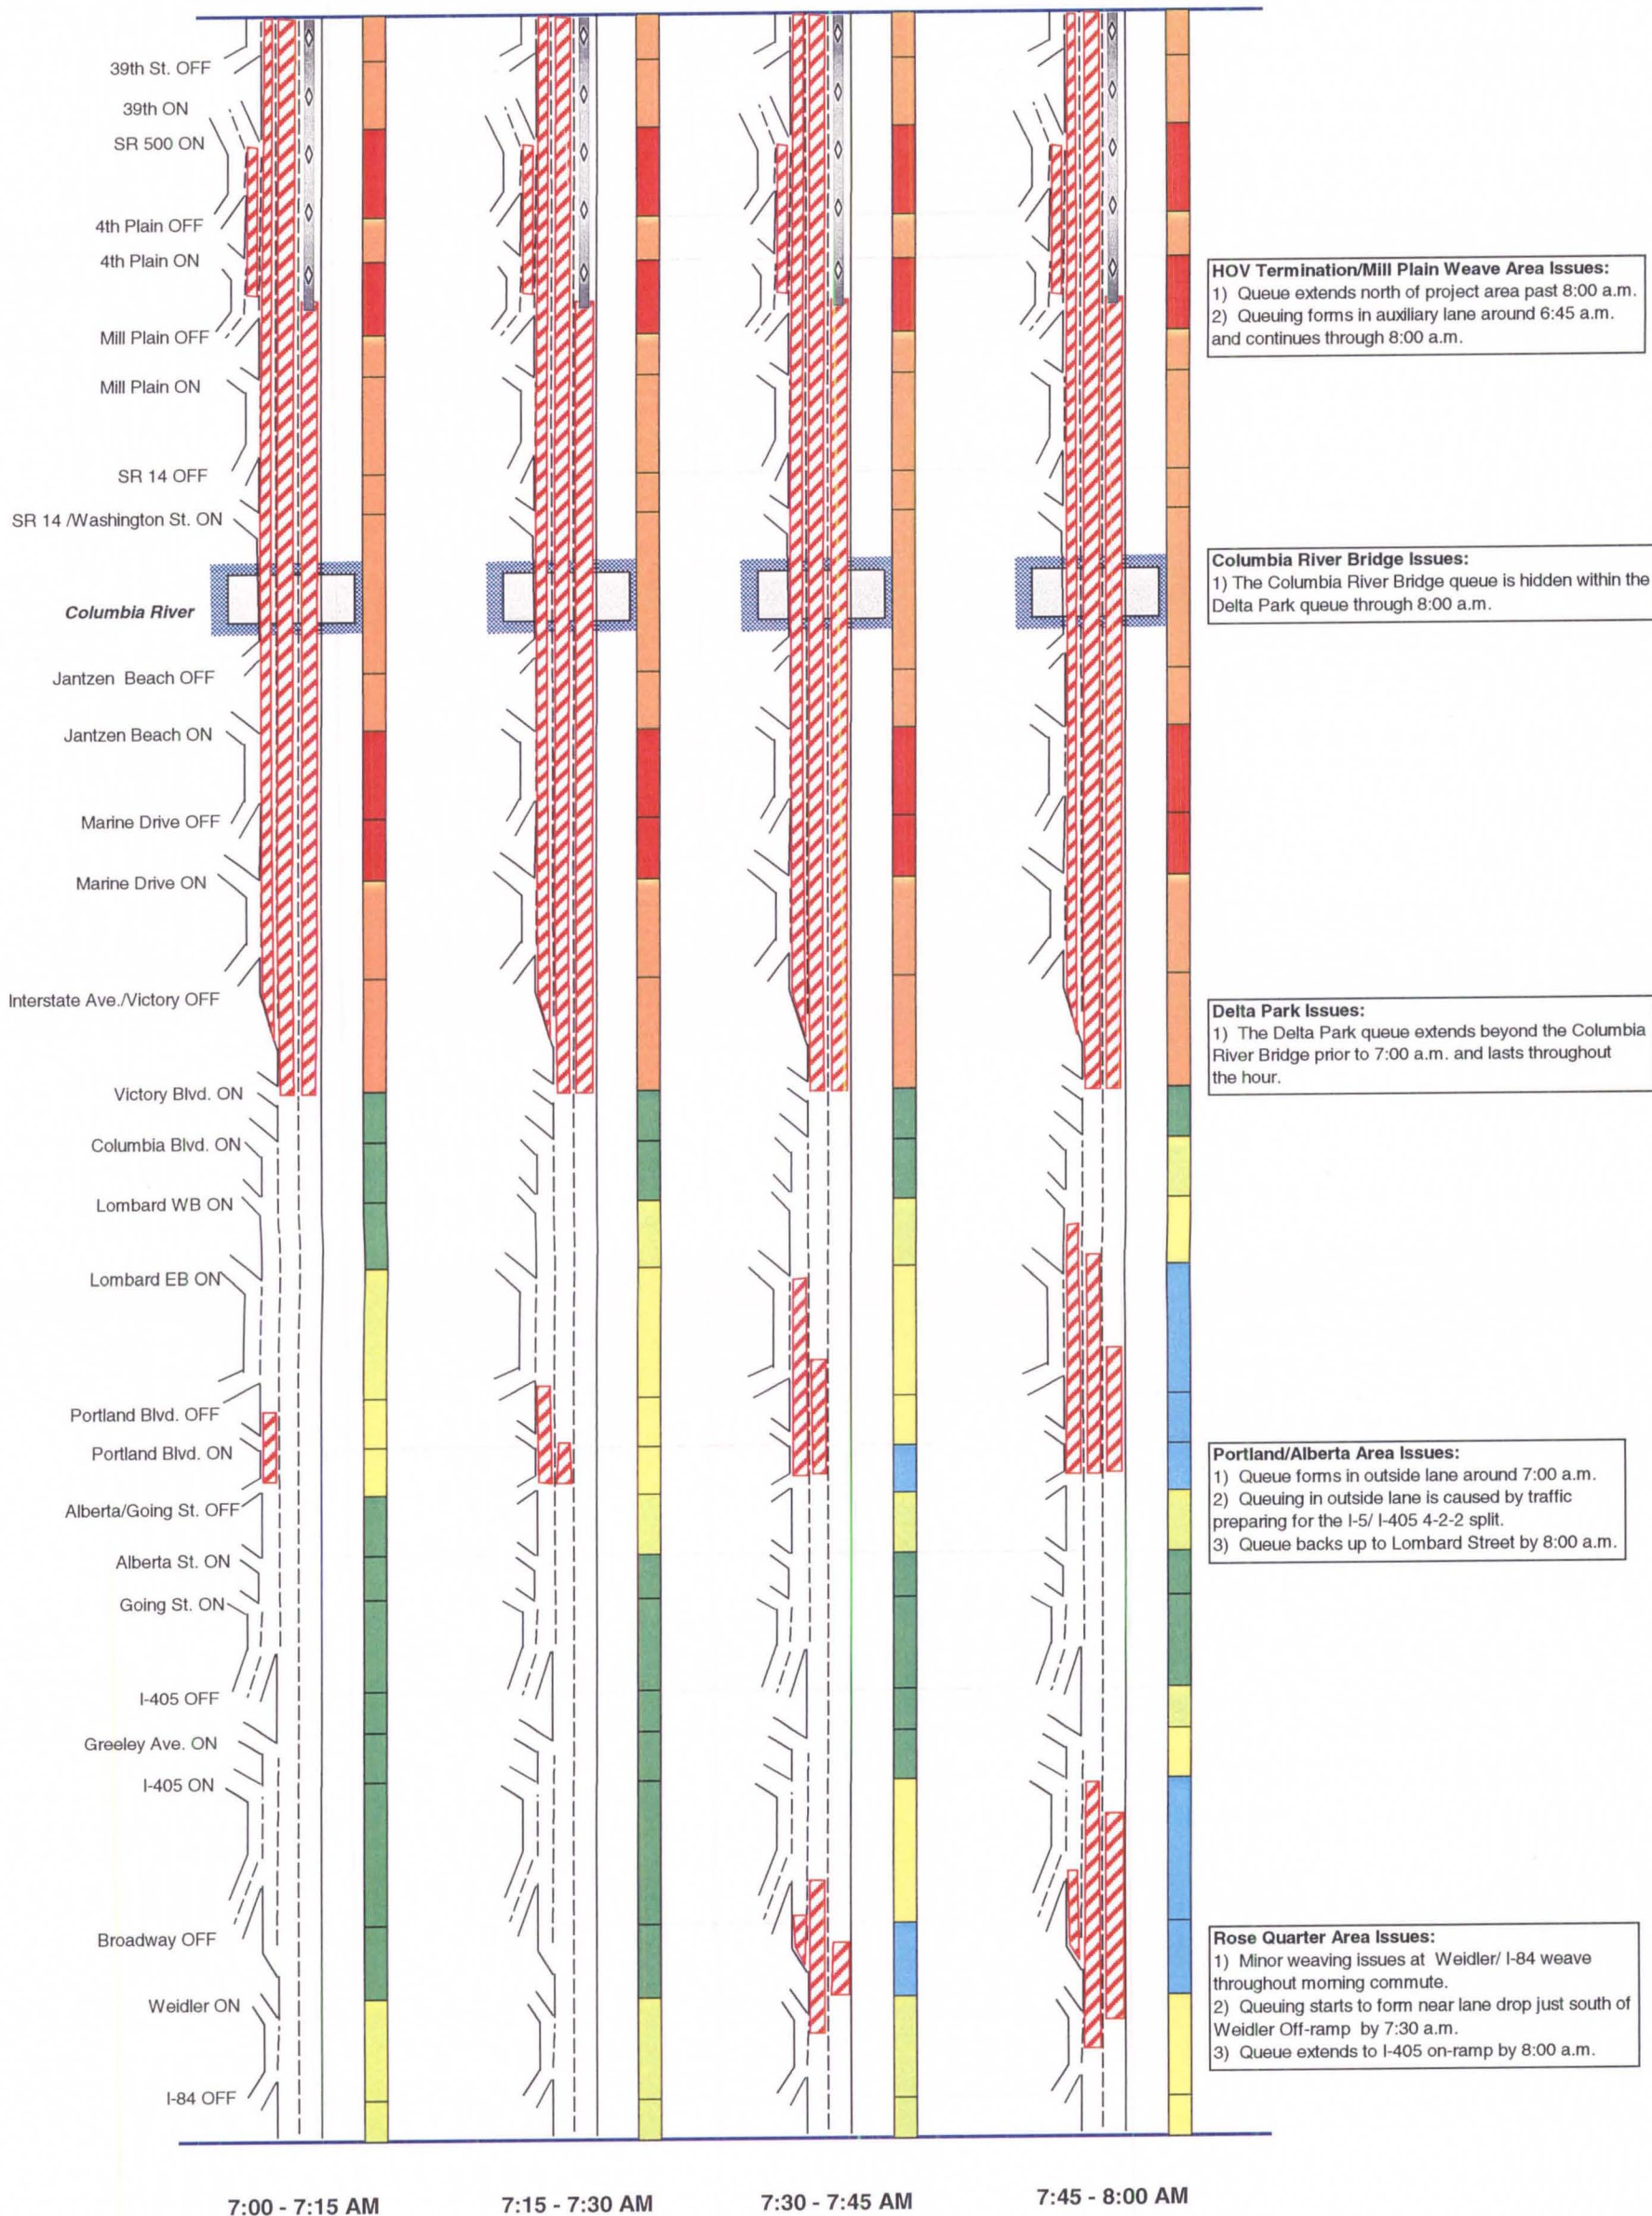 39th St. OFF
39th ON
SR 500 ON
4th Plain OFF
4th Plain ON
Mill Plain OFF
Mill Plain ON
SR 14 OFF
SR 14 /Washington St. ON
Columbia River
Jantzen Beach OFF
Jantzen Beach ON
Marine Drive OFF
Marine Drive ON
Interstate Ave./Victory OFF
Victory Blvd. ON
Columbia Blvd. ON
Lombard WB ON
Lombard EB ON
Portland Blvd. OFF
Portland Blvd. ON
Alberta/Going St. OFF
Alberta St. ON
Going St. ON
I-405 OFF
Greeley Ave. ON
I-405 ON
Broadway OFF
Weidler ON
I-84 OFF
HOV Termination/Mill Plain Weave Area Issues:
1) Queue extends north of project area past 8:00 a.m.
2) Queuing forms in auxiliary lane around 6:45 a.m.
and continues through 8:00 a.m.
Columbia River Bridge Issues:
1) The Columbia River Bridge queue is hidden within the
Delta Park queue through 8:00 a.m.
Delta Park Issues:
1) The Delta Park queue extends beyond the Columbia
River Bridge prior to 7:00 a.m. and lasts throughout
the hour.
Portland/Alberta Area Issues:
1) Queue forms in outside lane around 7:00 a.m.
2) Queuing in outside lane is caused by traffic
preparing for the I-5/ I-405 4-2-2 split.
3) Queue backs up to Lombard Street by 8:00 a.m.
Rose Quarter Area Issues:
1) Minor weaving issues at Weidler/ I-84 weave
throughout morning commute.
2) Queuing starts to form near lane drop just south of
Weidler Off-ramp by 7:30 a.m.
3) Queue extends to I-405 on-ramp by 8:00 a.m.
7:00 - 7:15 AM
7:15 - 7:30 AM
7:30 - 7:45 AM
7:45 - 8:00 AM